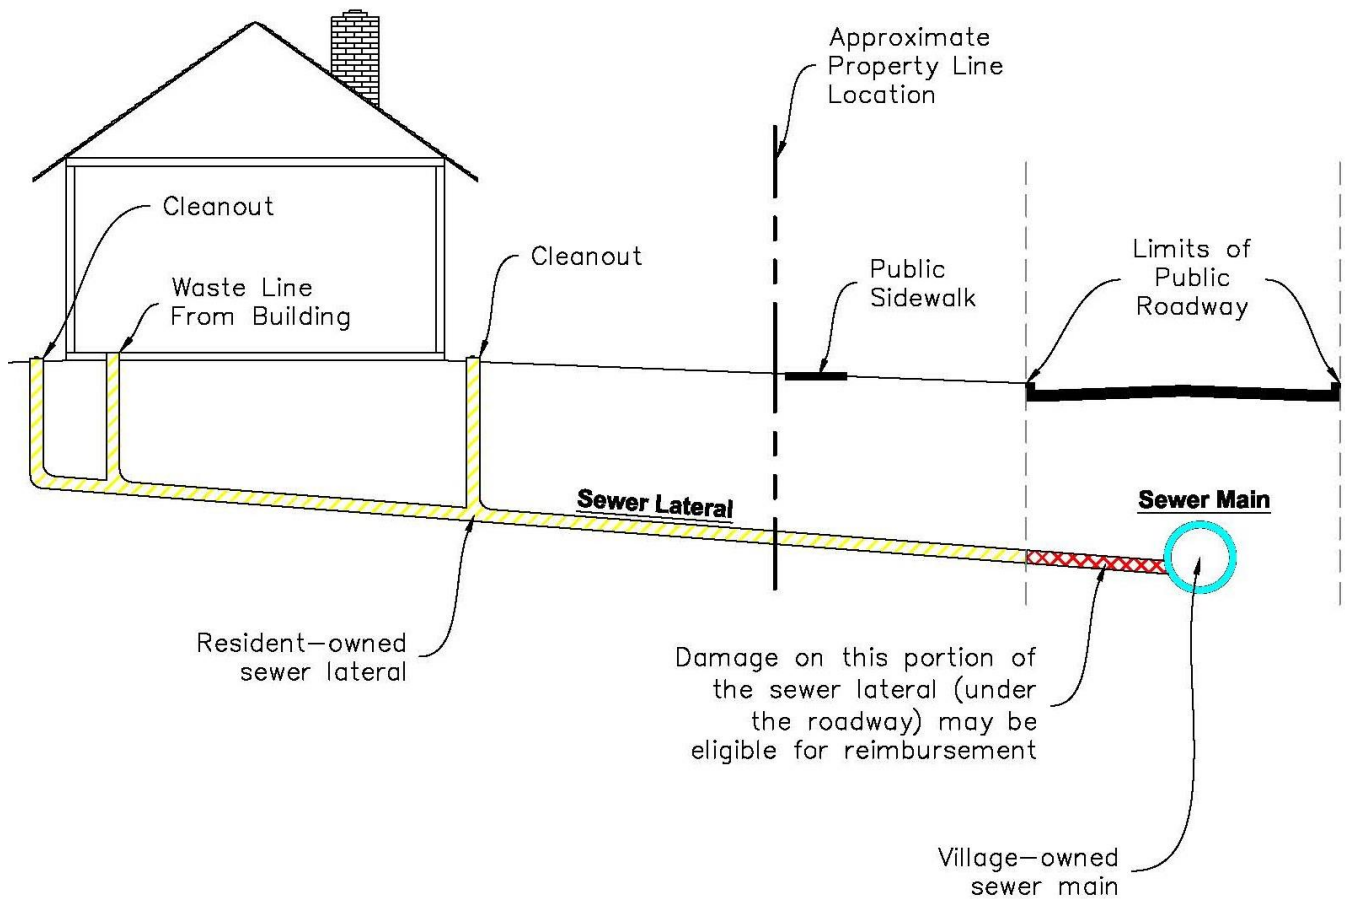 Approximate
Property Line
Location
Cleanout
Waste Line
From Building
Cleanout
Public
Sidewalk
Limits of
Public
Roadway
Sewer Lateral
Sewer Main
Resident-owned
sewer lateral
Damage on this portion of
the sewer lateral (under
the roadway) may be
eligible for reimbursement
Village-owned
sewer main